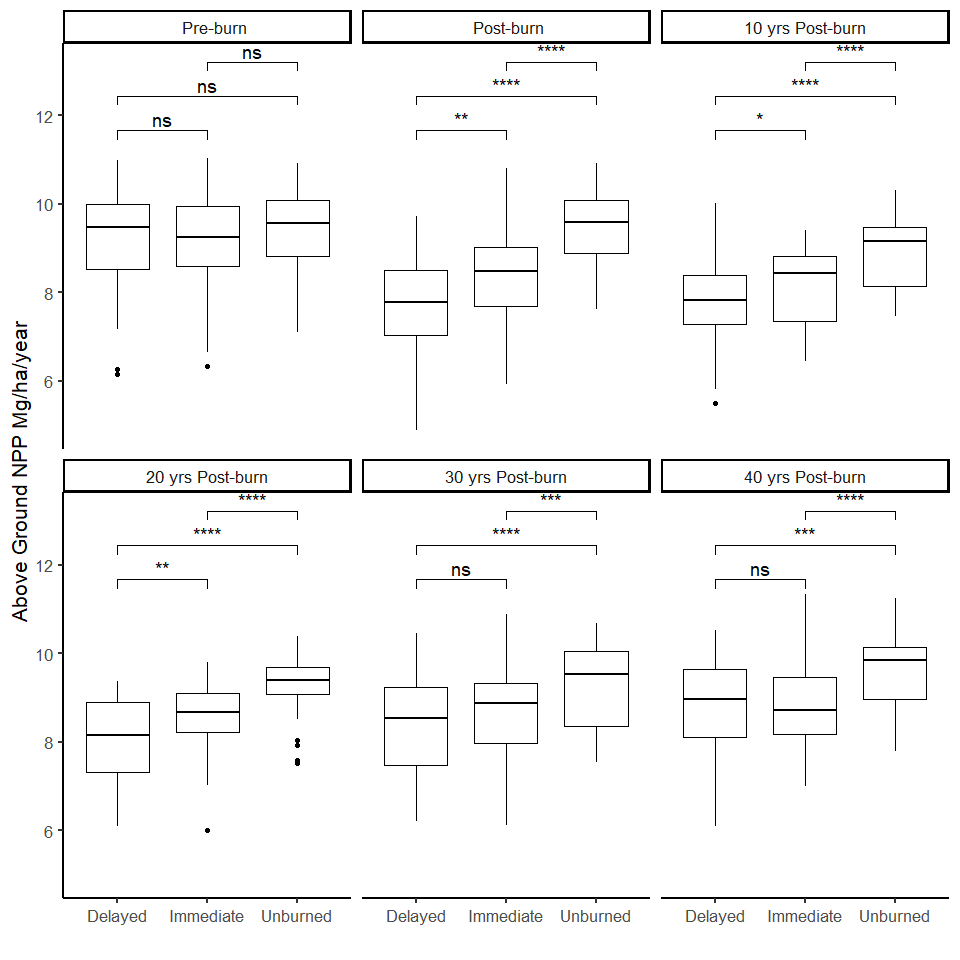 Pre-burn
Post-burn
10 yrs Post-burn
ns
ns
ns
****
****
**
****
****
*
12
10
8
6
Above Ground NPP Mg/ha/year
20 yrs Post-burn
30 yrs Post-burn
40 yrs Post-burn
****
****
**
***
****
ns
****
***
ns
12
10
8
6
Delayed Immediate Unburned
Delayed Immediate Unburned
Delayed Immediate Unburned